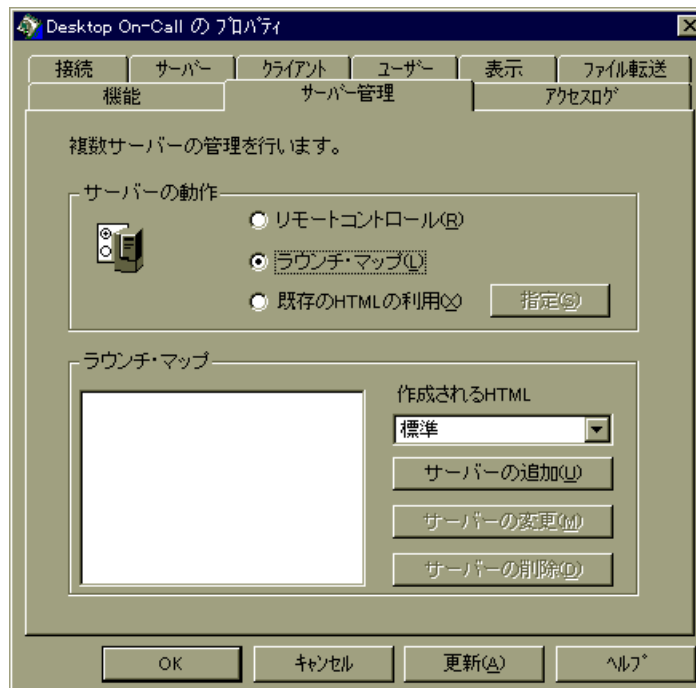 Desktop On-Call の ﾌﾟﾛﾊﾟﾃｨ
接続 ｻｰﾊﾞｰ ｸﾗｲｱﾝﾄ ﾕｰｻﾞｰ 表示 ﾌｧｲﾙ転送
機能 ｻｰﾊﾞｰ管理 ｱｸｾｽﾛｸﾞ
複数サーバーの管理を行います。
サーバーの動作
リモートコントロール(R)
ラウンチ・マップ(L)
既存のHTMLの利用(X) 指定(S)
ラウンチ・マップ
作成されるHTML
標準
サーバーの追加(U)
サーバーの変更(M)
サーバーの削除(D)
OK ｷｬﾝｾﾙ 更新(A) ﾍﾙﾌﾟ